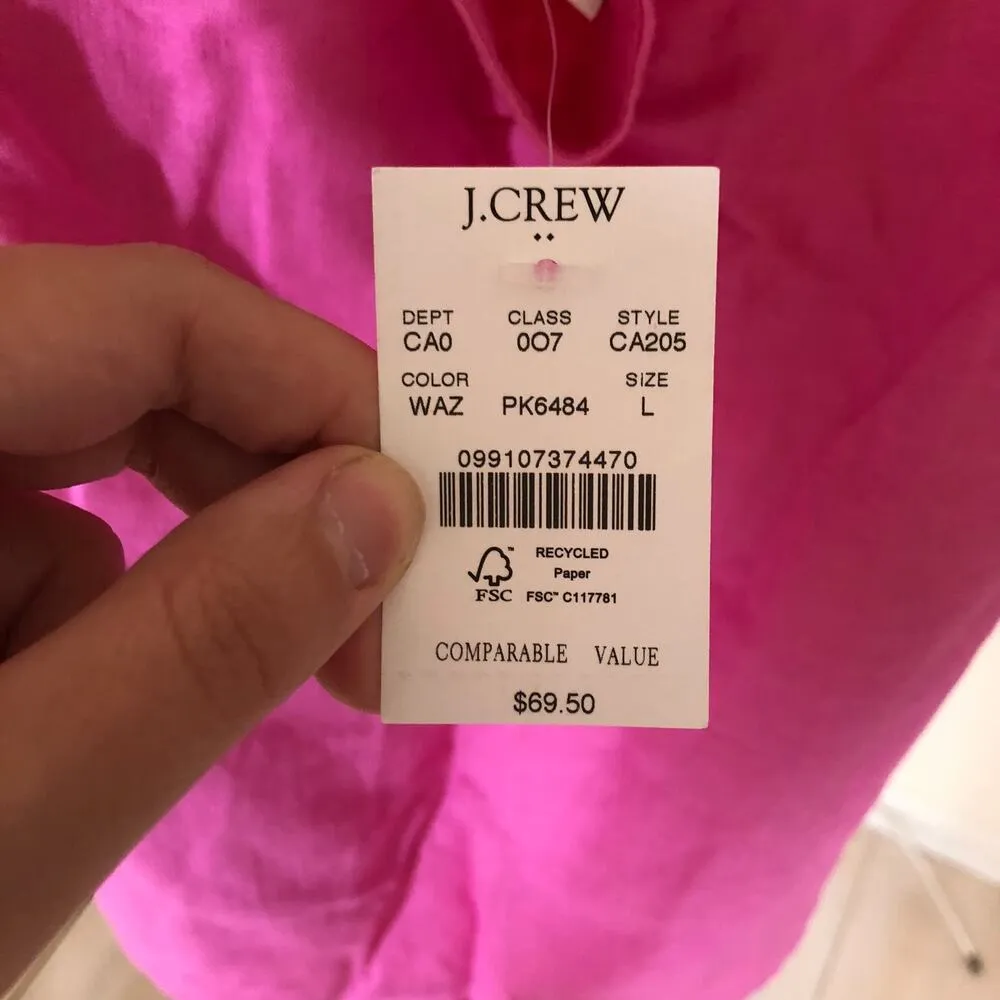 J.CREW
DEPT CLASS STYLE
CA0 0O7 CA205
COLOR SIZE
WAZ PK6484 L
099107374470
RECYCLED
Paper
FSC™ FSC™ C117781
COMPARABLE VALUE
$69.50